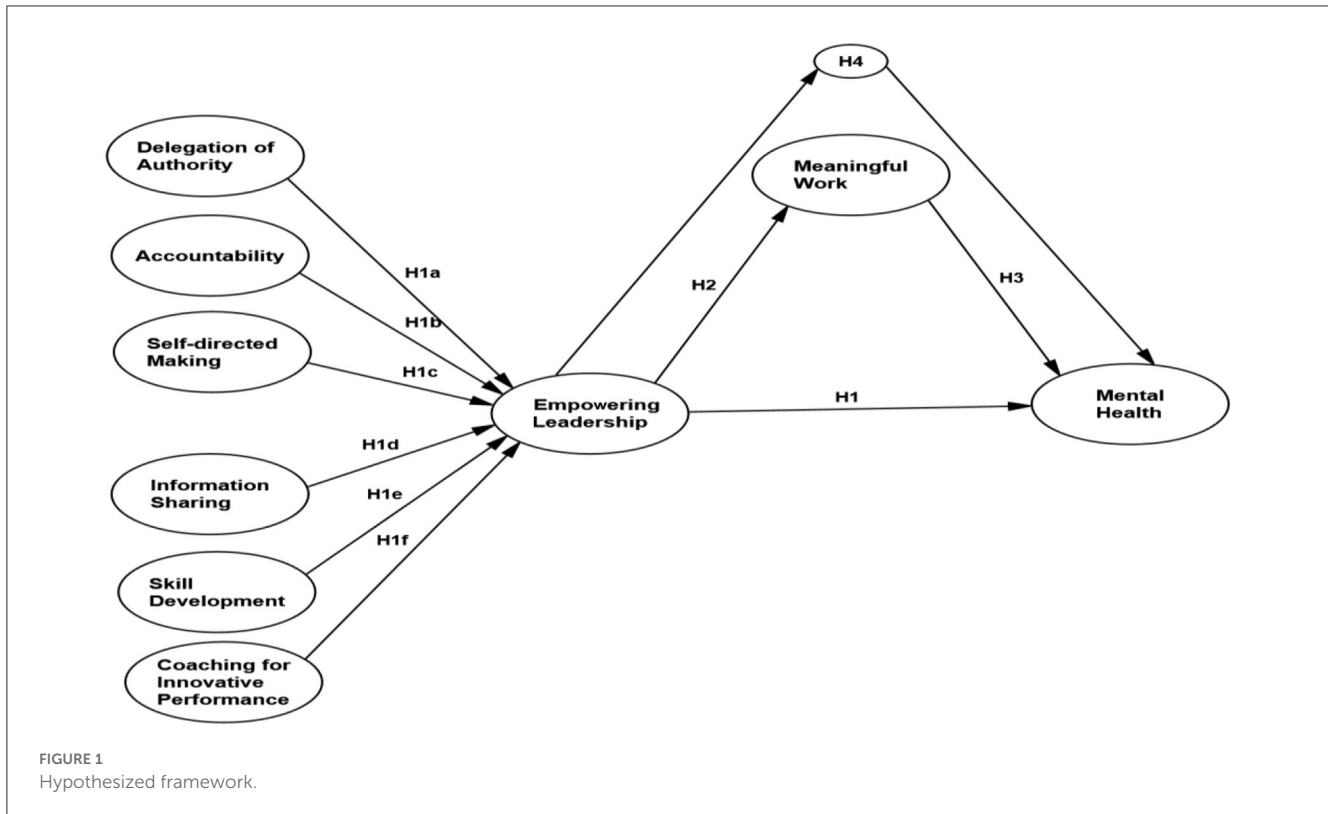 H4
Delegation of
Authority
Meaningful
Work
Accountability
H1a
H2
H3
H1b
Self-directed
Making
H1c
Empowering
Leadership
H1
Mental
Health
H1d
Information
Sharing
H1e
H1f
Skill
Development
Coaching for
Innovative
Performance
FIGURE 1
Hypothesized framework.